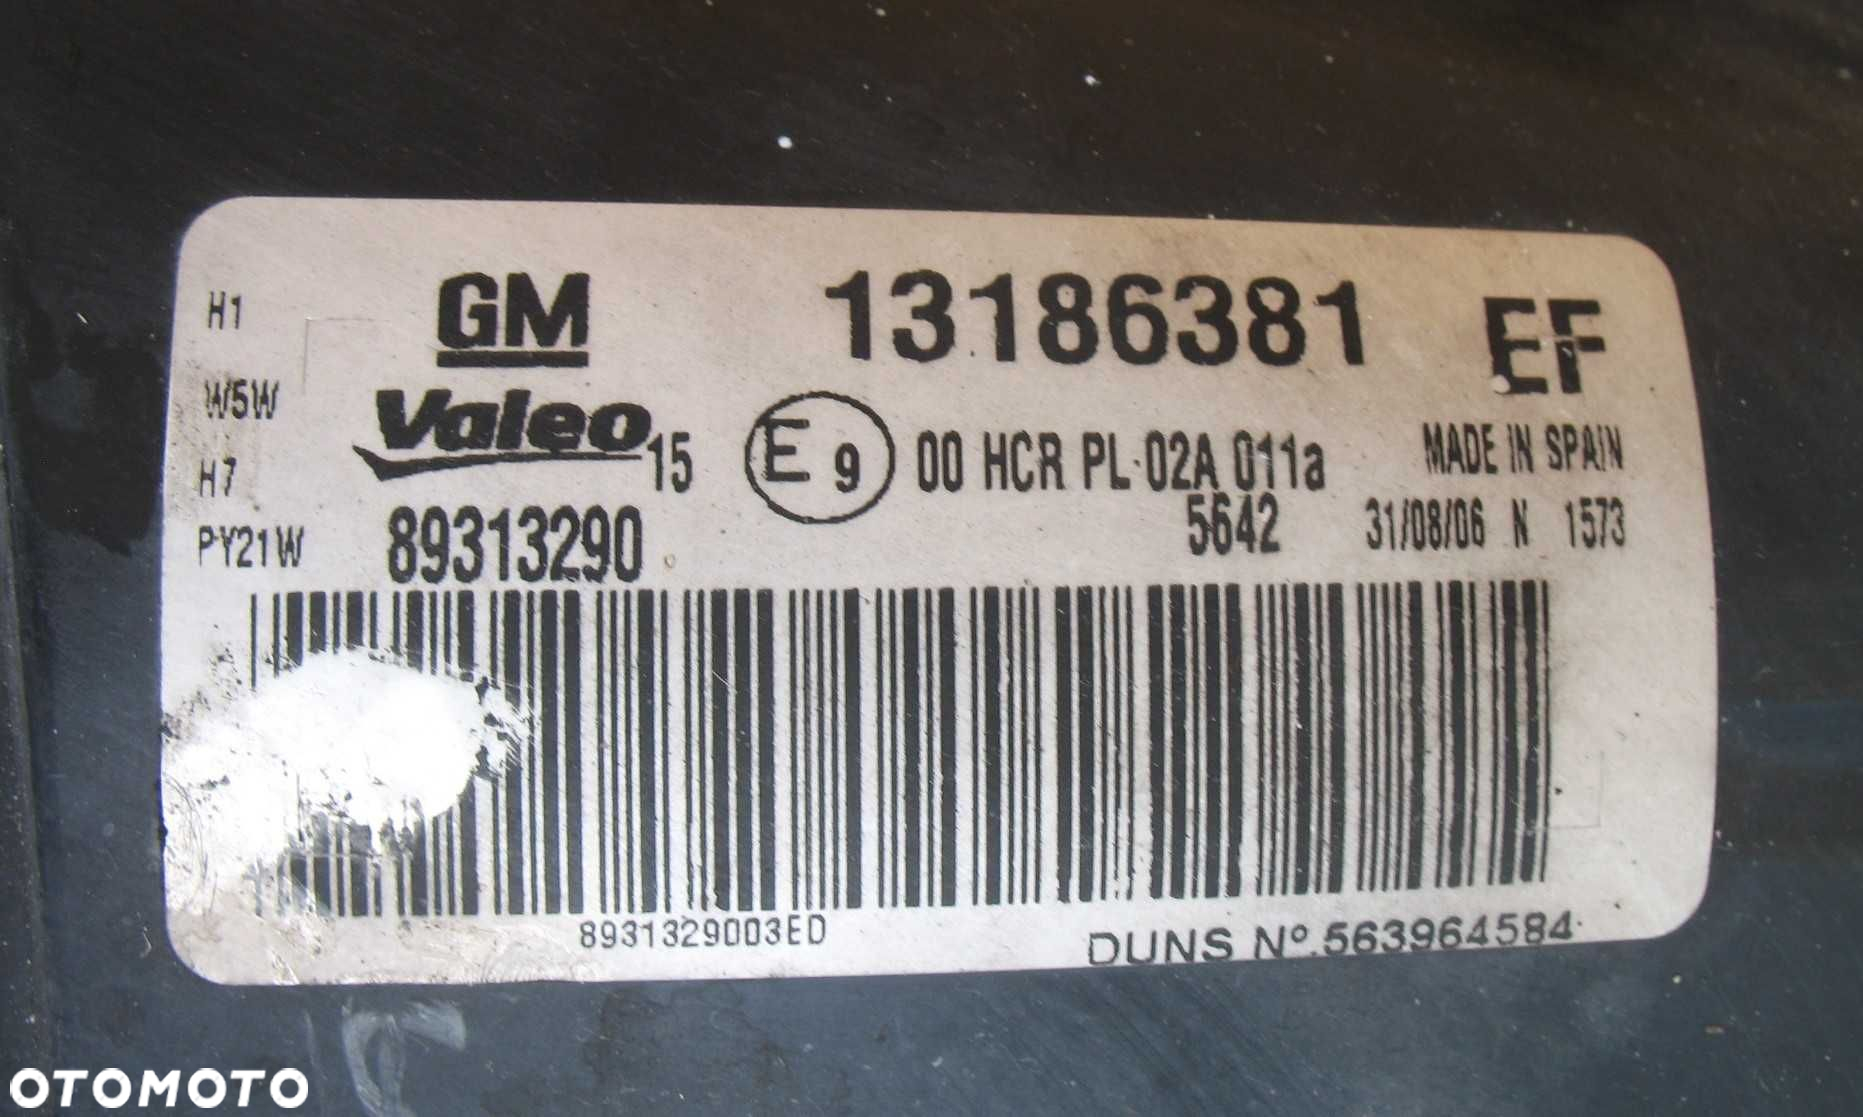 H1 GM 13186381 EF
W5W Valeo 15 E 9 00 HCR PL 02A 011a MADE IN SPAIN
H7
PY21W 89313290 5642 31/08/06 N 1573
8931329003ED DUNS Nº.563964584
OTOMOTO